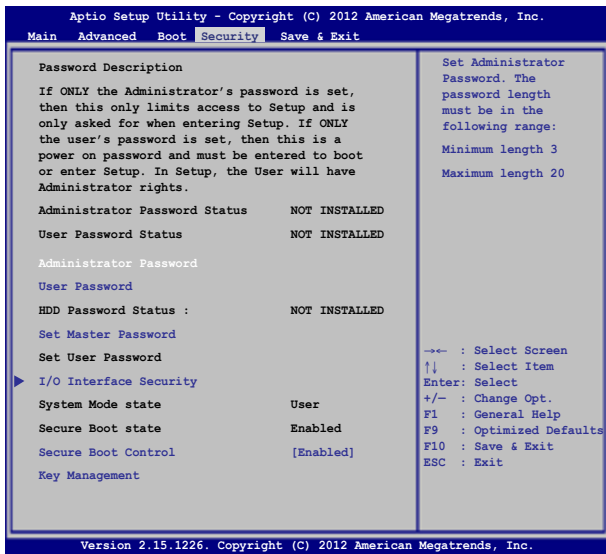 Aptio Setup Utility - Copyright (C) 2012 American Megatrends, Inc.
Main Advanced Boot Security Save & Exit
Password Description
If ONLY the Administrator's password is set,
then this only limits access to Setup and is
only asked for when entering Setup. If ONLY
the user's password is set, then this is a
power on password and must be entered to boot
or enter Setup. In Setup, the User will have
Administrator rights.
Administrator Password Status NOT INSTALLED
User Password Status NOT INSTALLED
Administrator Password
User Password
HDD Password Status : NOT INSTALLED
Set Master Password
Set User Password
I/O Interface Security
System Mode state User
Secure Boot state Enabled
Secure Boot Control [Enabled]
Key Management
Set Administrator
Password. The
password length
must be in the
following range:
Minimum length 3
Maximum length 20
→← : Select Screen
↑↓ : Select Item
Enter: Select
+/— : Change Opt.
F1 : General Help
F9 : Optimized Defaults
F10 : Save & Exit
ESC : Exit
Version 2.15.1226. Copyright (C) 2012 American Megatrends, Inc.